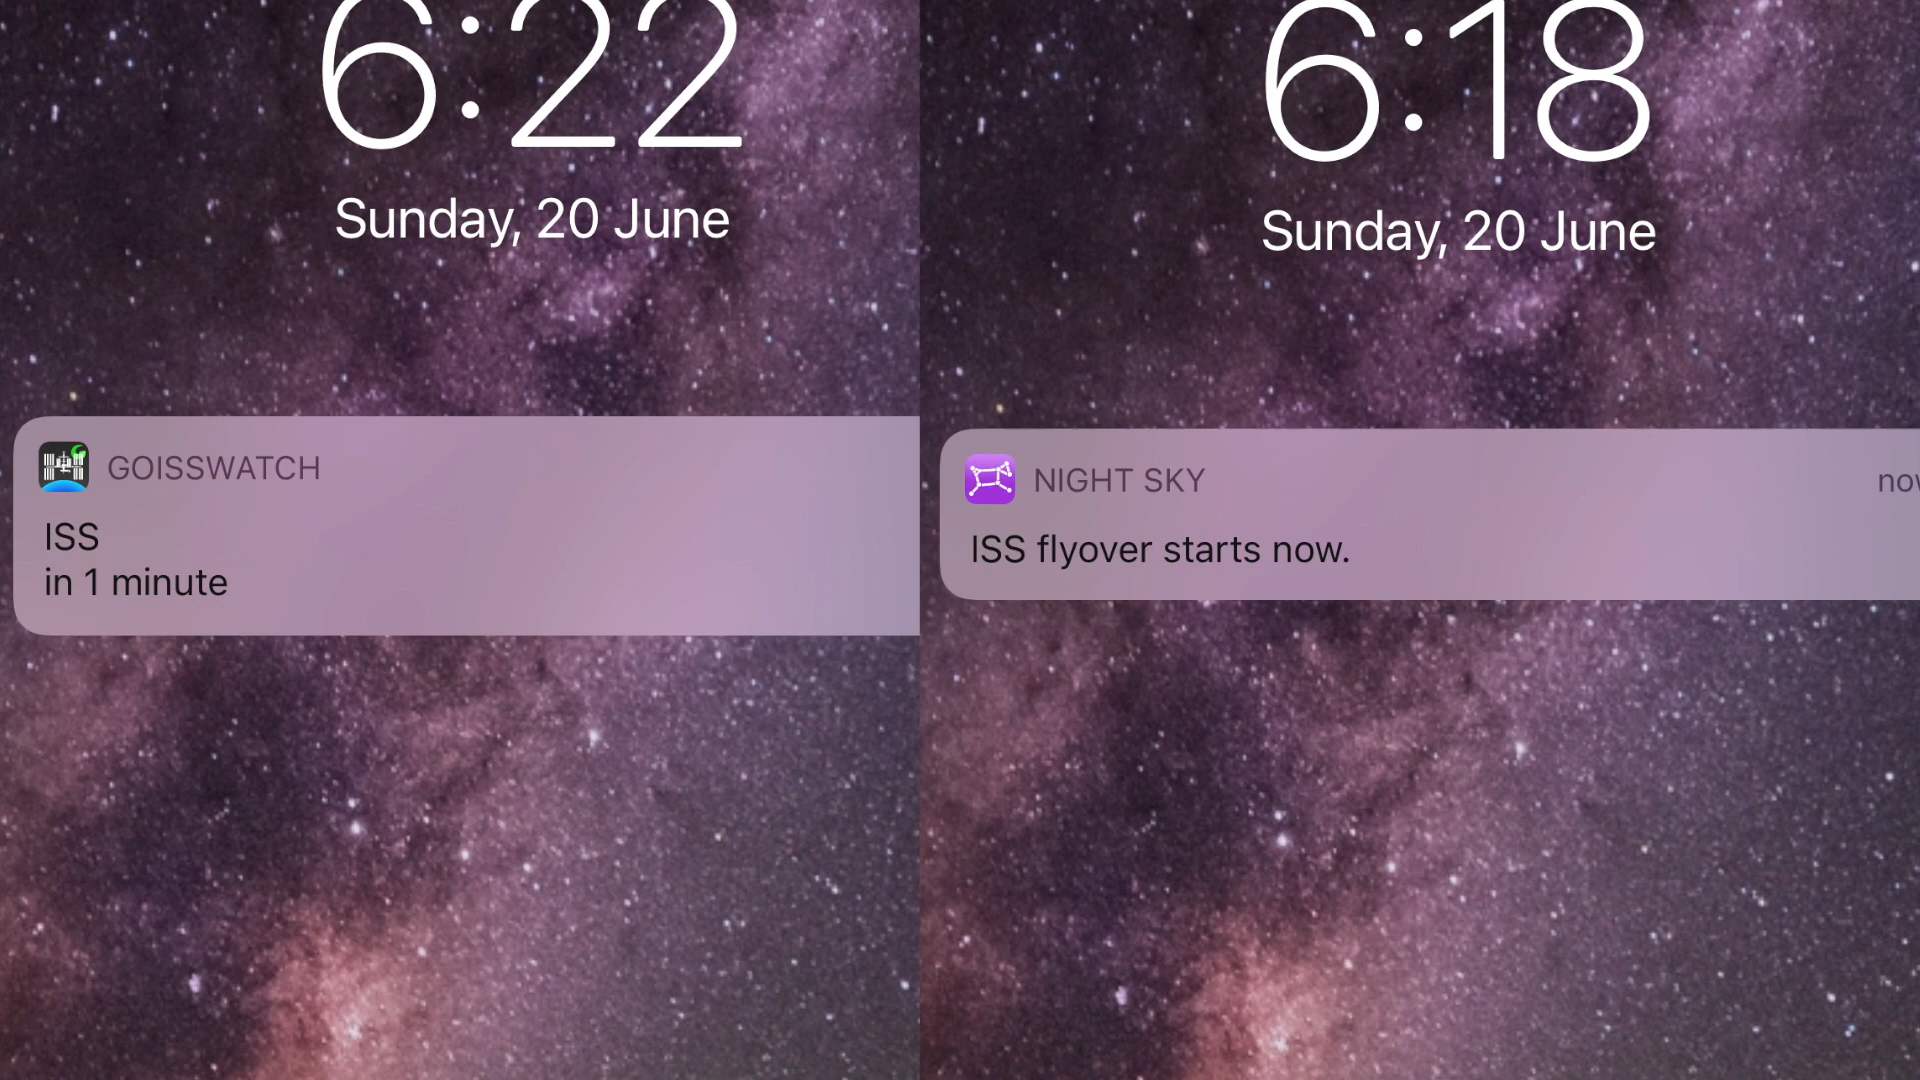 6:22
Sunday, 20 June
GOISSWATCH
ISS
in 1 minute
6:18
Sunday, 20 June
NIGHT SKY
ISS flyover starts now.